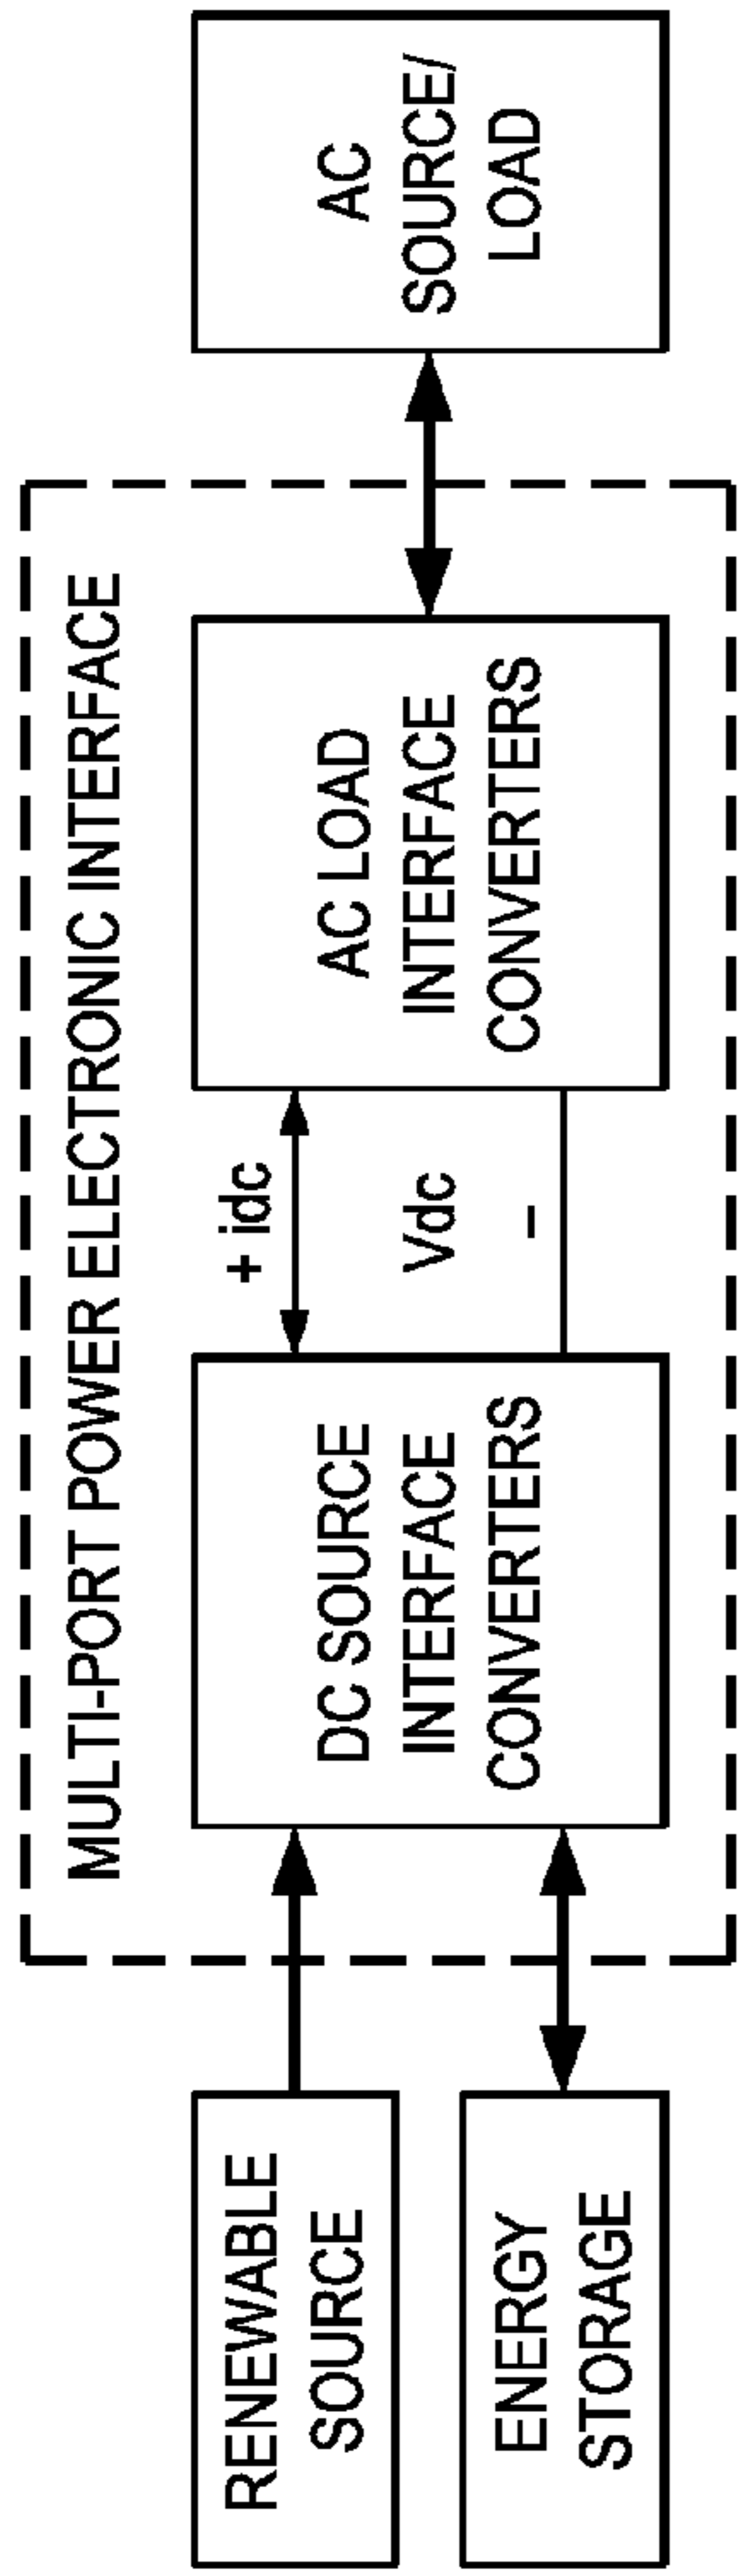 MULTI-PORT POWER ELECTRONIC INTERFACE
RENEWABLE
SOURCE
ENERGY
STORAGE
DC SOURCE
INTERFACE
CONVERTERS
+ idc
Vdc
–
AC LOAD
INTERFACE
CONVERTERS
AC
SOURCE/
LOAD